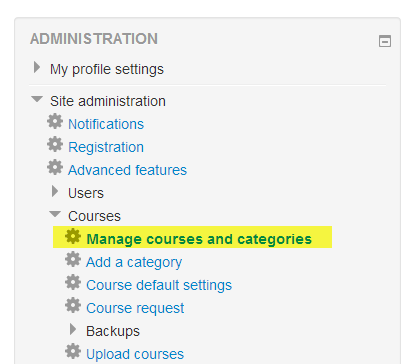 ADMINISTRATION
My profile settings
Site administration
Notifications
Registration
Advanced features
Users
Courses
Manage courses and categories
Add a category
Course default settings
Course request
Backups
Upload courses